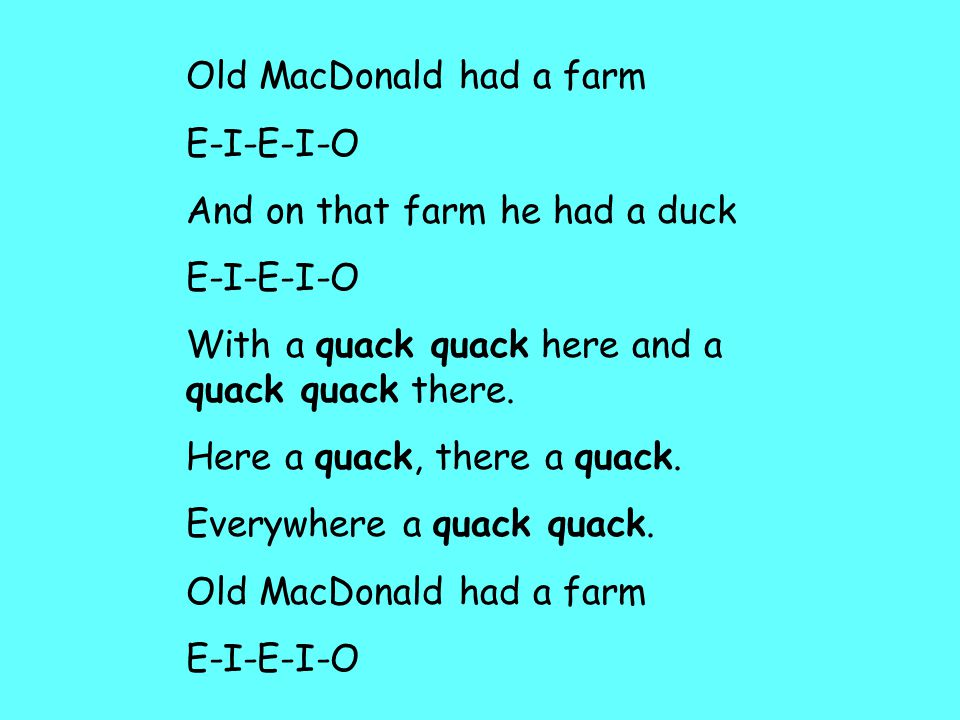 Old MacDonald had a farm
E-I-E-I-O
And on that farm he had a duck
E-I-E-I-O
With a quack quack here and a
quack quack there.
Here a quack, there a quack.
Everywhere a quack quack.
Old MacDonald had a farm
E-I-E-I-O